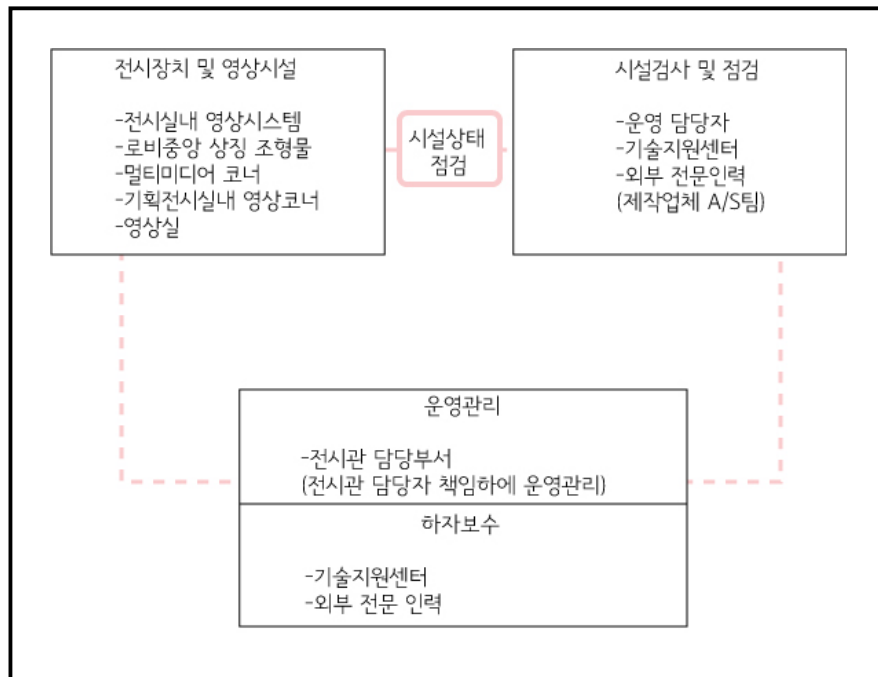 전시장치 및 영상시설
-전시실내 영상시스템
-로비중앙 상징 조형물
-멀티미디어 코너
-기획전시실내 영상코너
-영상실
시설상태
점검
시설검사 및 점검
-운영 담당자
-기술지원센터
-외부 전문인력
(제작업체 A/S팀)
운영관리
-전시관 담당부서
(전시관 담당자 책임하에 운영관리)
하자보수
-기술지원센터
-외부 전문 인력